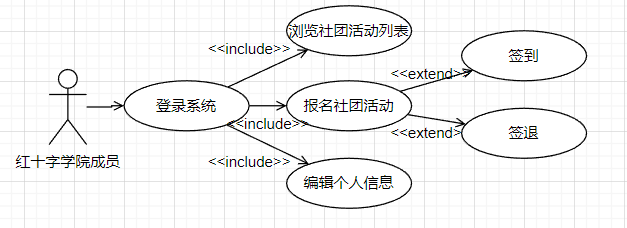 浏览社团活动列表
<<include>>
签到
<<extend>>
登录系统
报名社团活动
<<include>>
<<extend>
签退
红十字学院成员
<<include>>
编辑个人信息